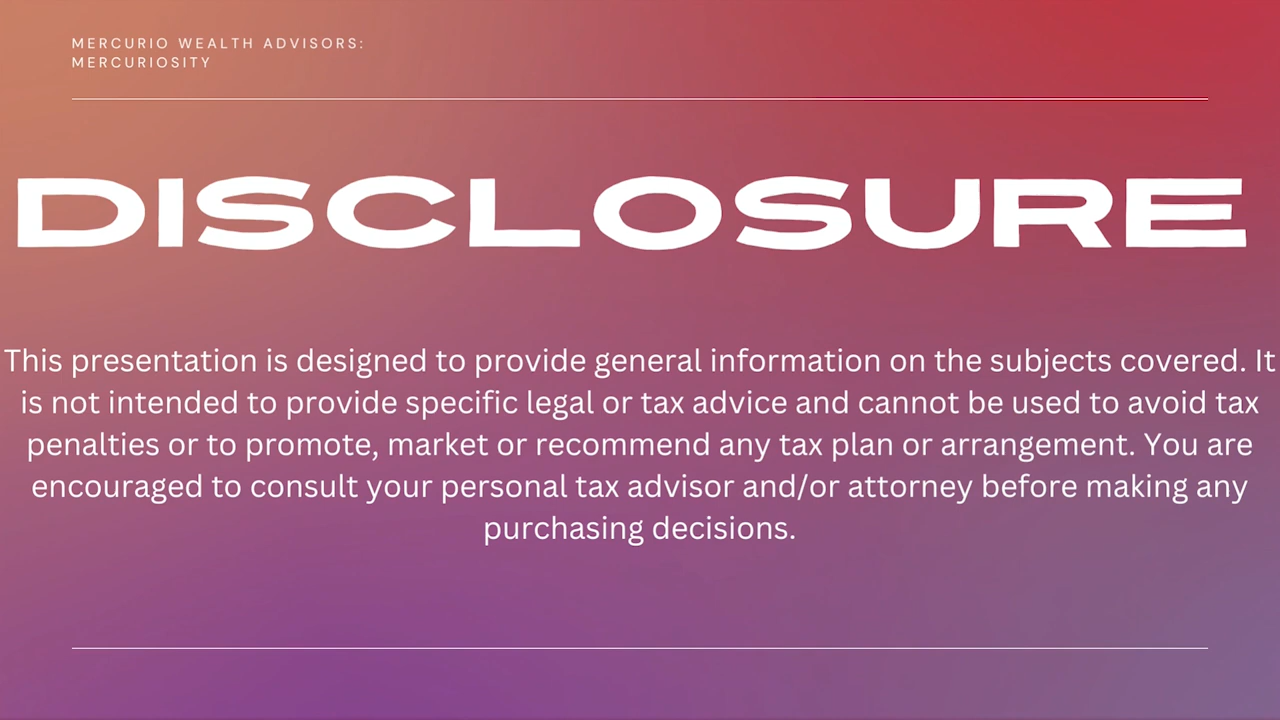 MERCURIO WEALTH ADVISORS:
MERCURIOSITY
DISCLOSURE
This presentation is designed to provide general information on the subjects covered. It
is not intended to provide specific legal or tax advice and cannot be used to avoid tax
penalties or to promote, market or recommend any tax plan or arrangement. You are
encouraged to consult your personal tax advisor and/or attorney before making any
purchasing decisions.